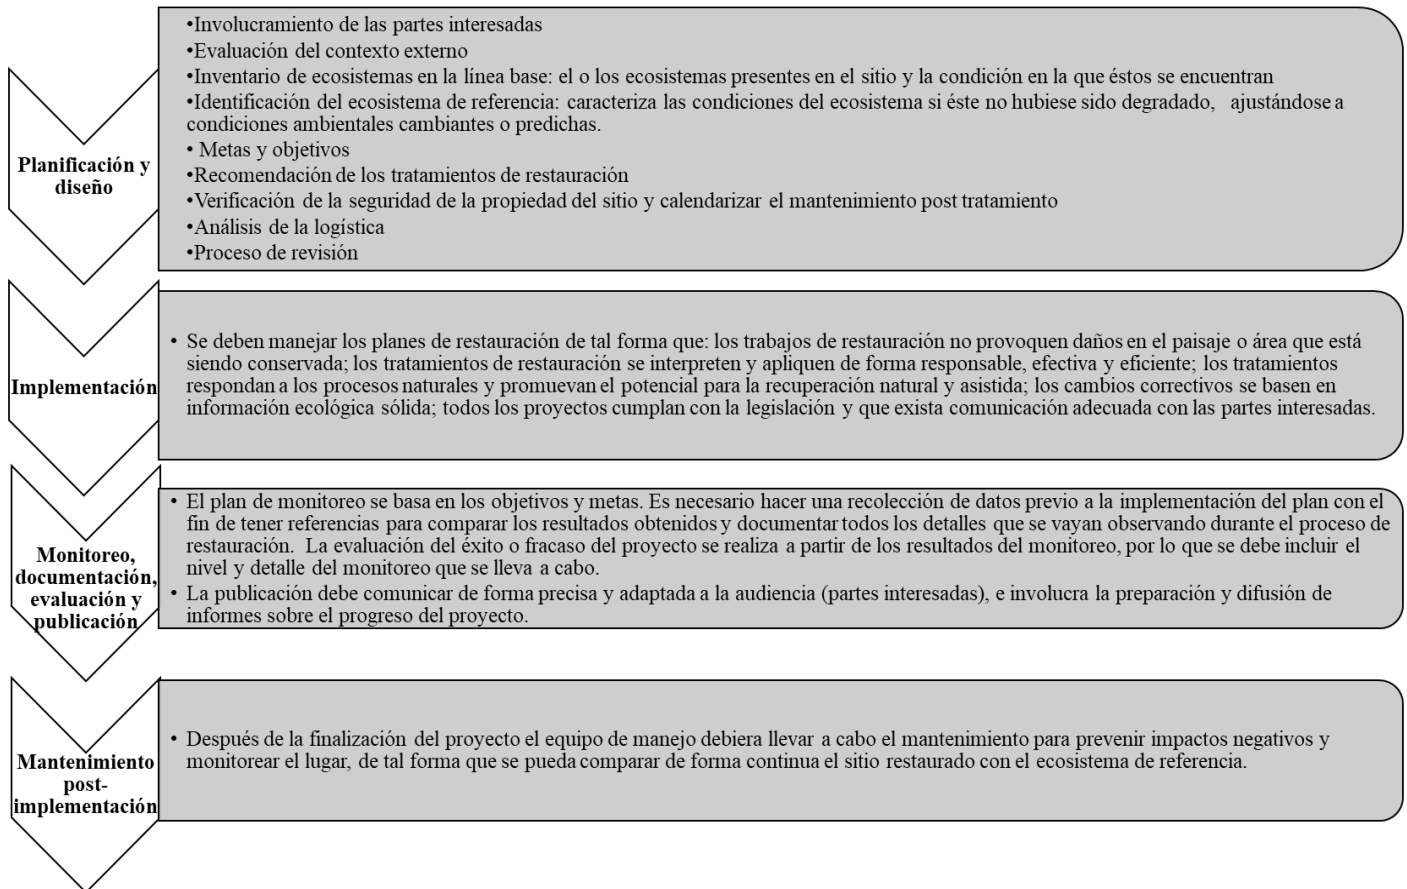 Planificación y
diseño
•Involucramiento de las partes interesadas
•Evaluación del contexto externo
•Inventario de ecosistemas en la línea base: el o los ecosistemas presentes en el sitio y la condición en la que éstos se encuentran
•Identificación del ecosistema de referencia: caracteriza las condiciones del ecosistema si éste no hubiese sido degradado, ajustándose a
condiciones ambientales cambiantes o predichas.
• Metas y objetivos
•Recomendación de los tratamientos de restauración
•Verificación de la seguridad de la propiedad del sitio y calendarizar el mantenimiento post tratamiento
•Análisis de la logística
•Proceso de revisión
Implementación
• Se deben manejar los planes de restauración de tal forma que: los trabajos de restauración no provoquen daños en el paisaje o área que está
siendo conservada; los tratamientos de restauración se interpreten y apliquen de forma responsable, efectiva y eficiente; los tratamientos
respondan a los procesos naturales y promuevan el potencial para la recuperación natural y asistida; los cambios correctivos se basen en
información ecológica sólida; todos los proyectos cumplan con la legislación y que exista comunicación adecuada con las partes interesadas.
Monitoreo,
documentación,
evaluación y
publicación
• El plan de monitoreo se basa en los objetivos y metas. Es necesario hacer una recolección de datos previo a la implementación del plan con el
fin de tener referencias para comparar los resultados obtenidos y documentar todos los detalles que se vayan observando durante el proceso de
restauración. La evaluación del éxito o fracaso del proyecto se realiza a partir de los resultados del monitoreo, por lo que se debe incluir el
nivel y detalle del monitoreo que se lleva a cabo.
• La publicación debe comunicar de forma precisa y adaptada a la audiencia (partes interesadas), e involucra la preparación y difusión de
informes sobre el progreso del proyecto.
Mantenimiento
post-
implementación
• Después de la finalización del proyecto el equipo de manejo debiera llevar a cabo el mantenimiento para prevenir impactos negativos y
monitorear el lugar, de tal forma que se pueda comparar de forma continua el sitio restaurado con el ecosistema de referencia.